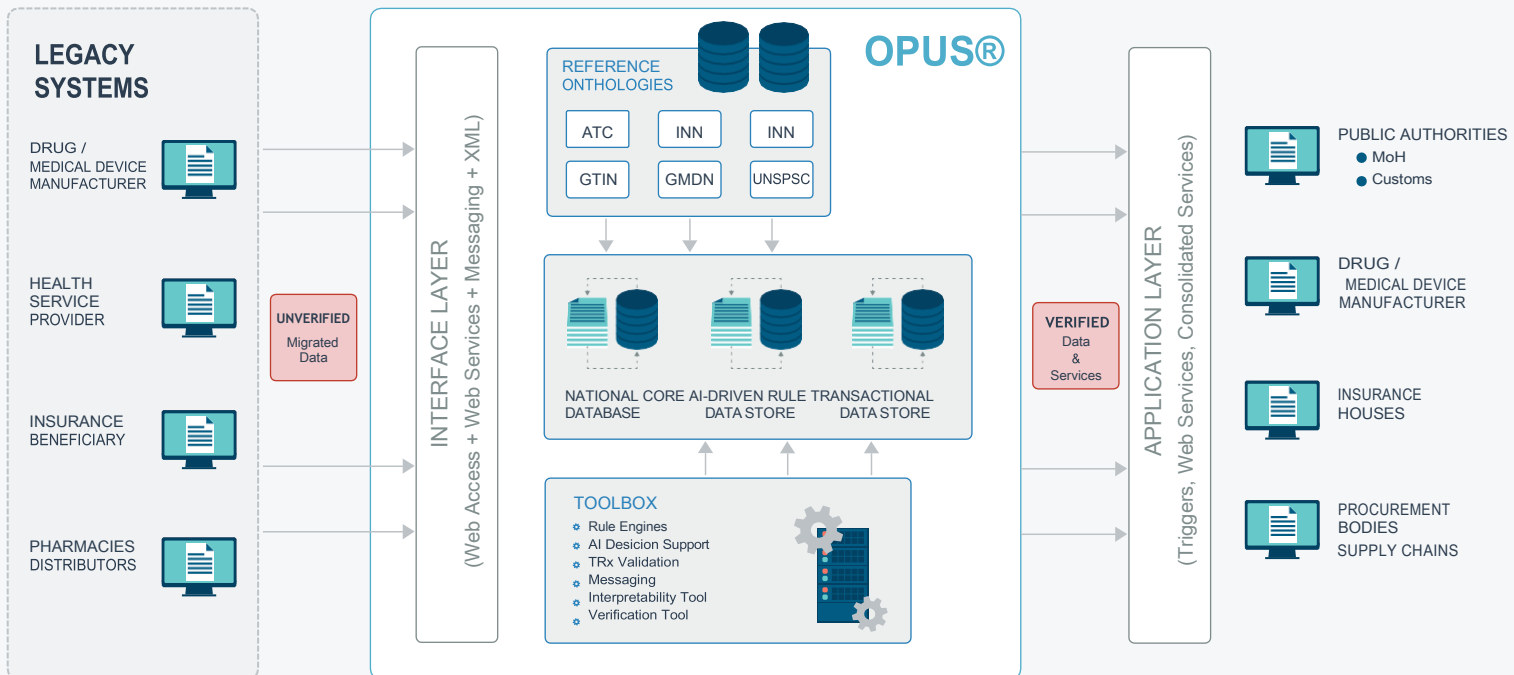 LEGACY
SYSTEMS
DRUG /
MEDICAL DEVICE
MANUFACTURER
HEALTH
SERVICE
PROVIDER
INSURANCE
BENEFICIARY
PHARMACIES
DISTRIBUTORS
UNVERIFIED
Migrated
Data
INTERFACE LAYER
(Web Access + Web Services + Messaging + XML)
OPUS®
REFERENCE
ONTHOLOGIES
ATC
INN
INN
GTIN
GMDN
UNSPSC
NATIONAL CORE
DATABASE
AI-DRIVEN RULE
DATA STORE
TRANSACTIONAL
DATA STORE
TOOLBOX
Rule Engines
AI Desicion Support
TRx Validation
Messaging
Interpretability Tool
Verification Tool
VERIFIED
Data
&
Services
APPLICATION LAYER
(Triggers, Web Services, Consolidated Services)
PUBLIC AUTHORITIES
MoH
Customs
DRUG /
MEDICAL DEVICE
MANUFACTURER
INSURANCE
HOUSES
PROCUREMENT
BODIES
SUPPLY CHAINS